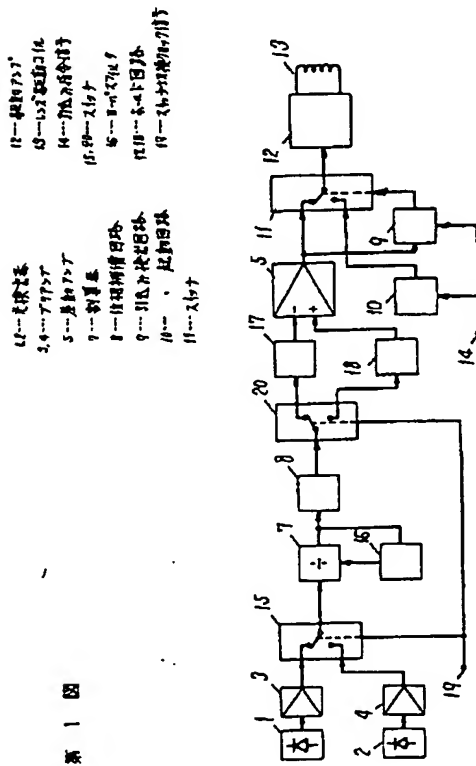 第 1 図
1,2…光検出器
3,4…プリアンプ
5…差動アンプ
7…割算器
8…位相補償回路
9…引込み検出回路
10… 〃 起動回路
11…スイッチ
12…駆動アンプ
13…レンズ駆動コイル
14…引込み指令信号
15,20…スイッチ
16…ローパスフィルタ
17,18…ホールド回路
19…スイッチ切換クロック信号
1
2
3
4
15
7
÷
16
8
20
17
18
5
−
+
11
12
13
9
10
14
19